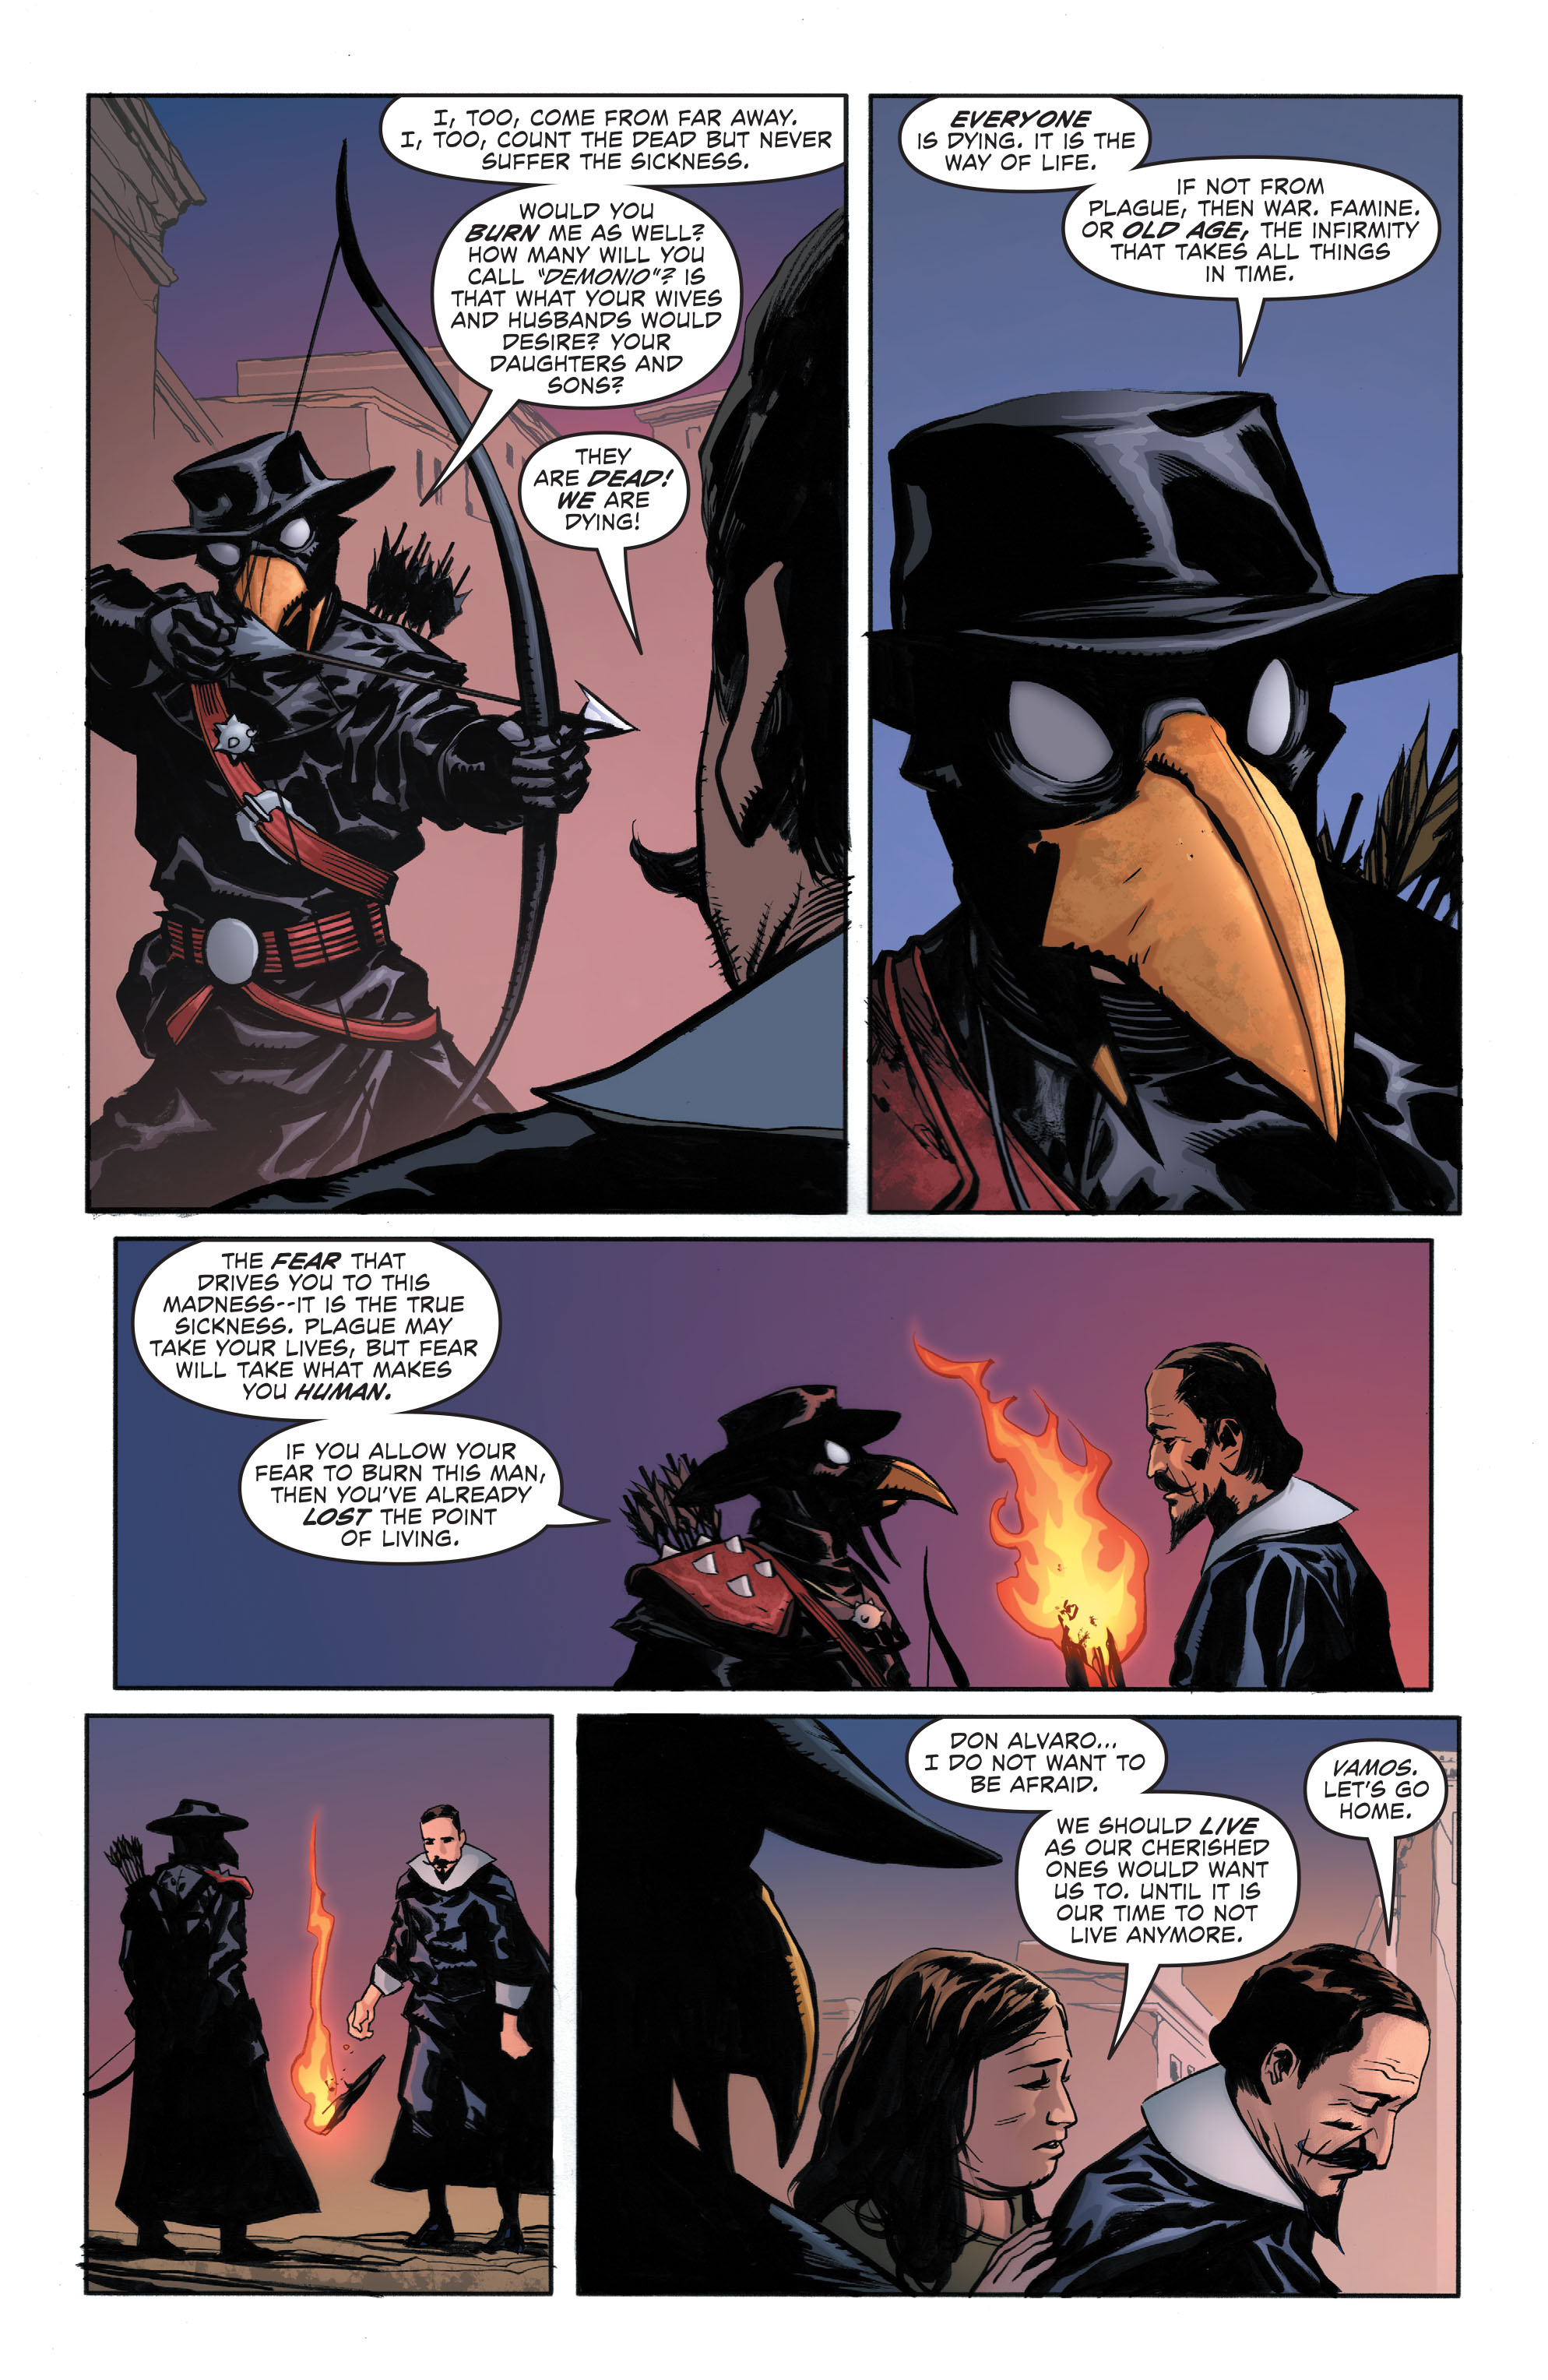 I, TOO, COME FROM FAR AWAY.
I, TOO, COUNT THE DEAD BUT NEVER
SUFFER THE SICKNESS.
WOULD YOU
BURN ME AS WELL?
HOW MANY WILL YOU
CALL "DEMONIO"? IS
THAT WHAT YOUR WIVES
AND HUSBANDS WOULD
DESIRE? YOUR
DAUGHTERS AND
SONS?
THEY
ARE DEAD!
WE ARE
DYING!
EVERYONE
IS DYING. IT IS THE
WAY OF LIFE.
IF NOT FROM
PLAGUE, THEN WAR. FAMINE.
OR OLD AGE, THE INFIRMITY
THAT TAKES ALL THINGS
IN TIME.
THE FEAR THAT
DRIVES YOU TO THIS
MADNESS--IT IS THE TRUE
SICKNESS. PLAGUE MAY
TAKE YOUR LIVES, BUT FEAR
WILL TAKE WHAT MAKES
YOU HUMAN.
IF YOU ALLOW YOUR
FEAR TO BURN THIS MAN,
THEN YOU'VE ALREADY
LOST THE POINT
OF LIVING.
DON ALVARO...
I DO NOT WANT TO
BE AFRAID.
WE SHOULD LIVE
AS OUR CHERISHED
ONES WOULD WANT
US TO. UNTIL IT IS
OUR TIME TO NOT
LIVE ANYMORE.
VAMOS.
LET'S GO
HOME.